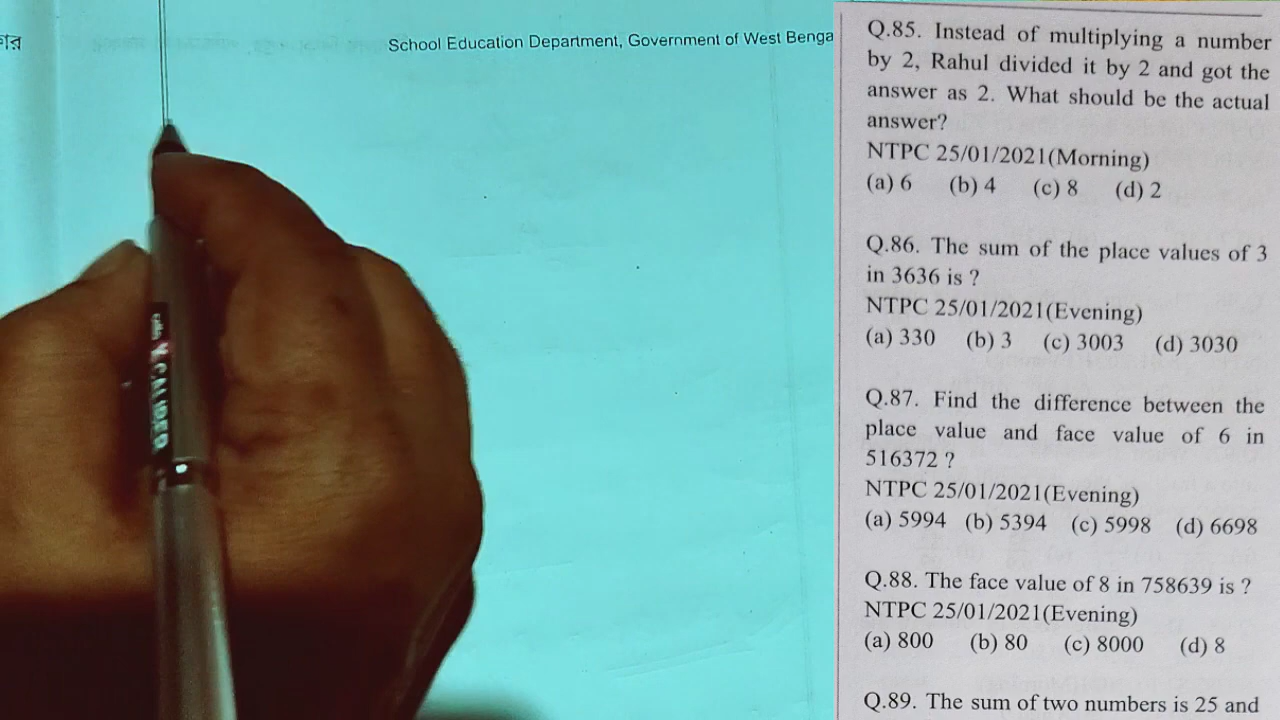 School Education Department, Government of West Benga
Q.85. Instead of multiplying a number
by 2, Rahul divided it by 2 and got the
answer as 2. What should be the actual
answer?
NTPC 25/01/2021(Morning)
(a) 6 (b) 4 (c) 8 (d) 2
Q.86. The sum of the place values of 3
in 3636 is ?
NTPC 25/01/2021(Evening)
(a) 330 (b) 3 (c) 3003 (d) 3030
Q.87. Find the difference between the
place value and face value of 6 in
516372 ?
NTPC 25/01/2021(Evening)
(a) 5994 (b) 5394 (c) 5998 (d) 6698
Q.88. The face value of 8 in 758639 is ?
NTPC 25/01/2021(Evening)
(a) 800 (b) 80 (c) 8000 (d) 8
Q.89. The sum of two numbers is 25 and